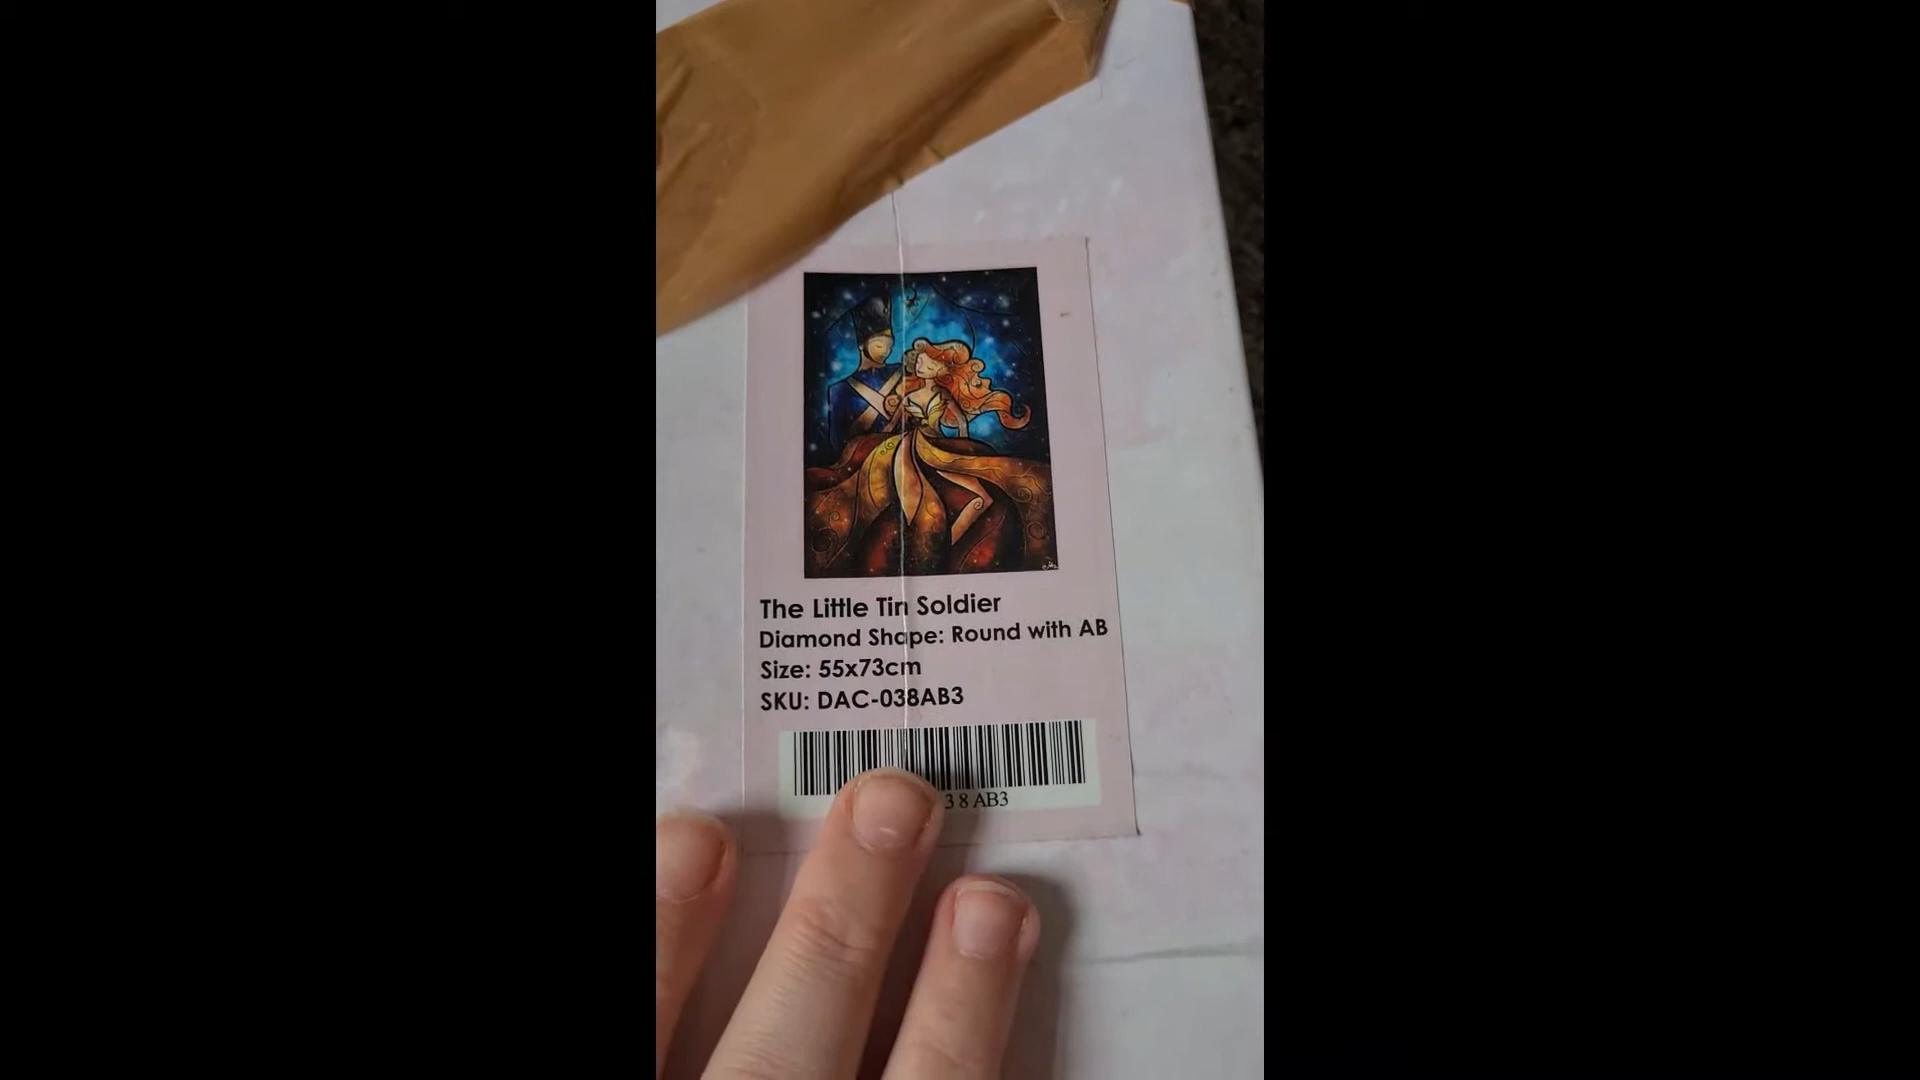 The Little Tin Soldier
Diamond Shape: Round with AB
Size: 55x73cm
SKU: DAC-038AB3
3 8 AB3